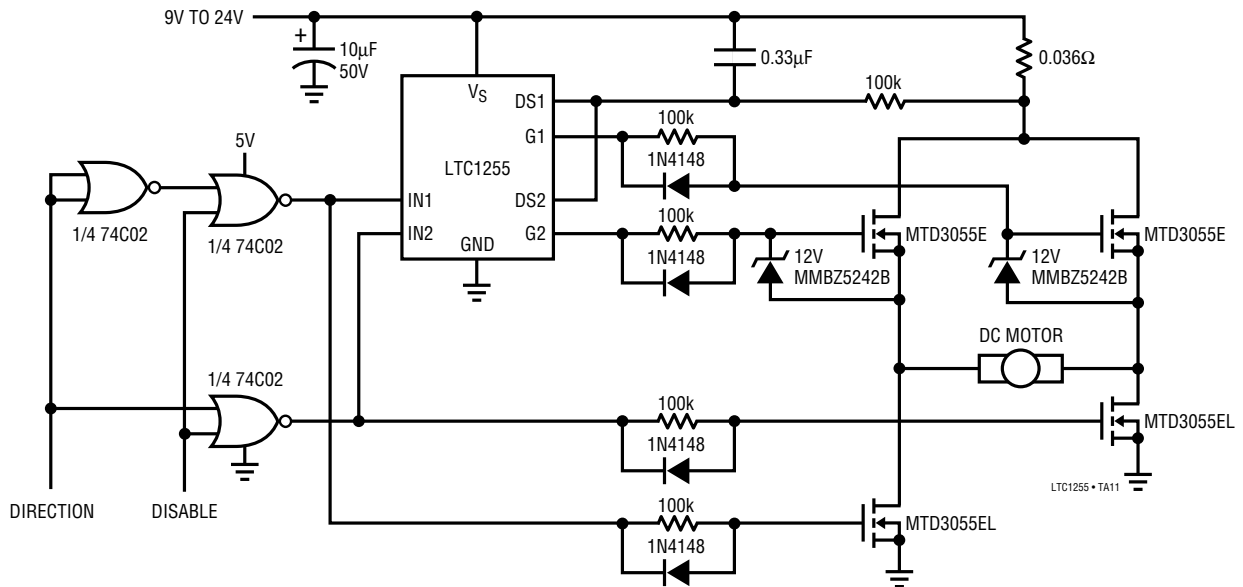 9V TO 24V
+
10μF
50V
0.33μF
0.036Ω
100k
VS
DS1
G1
LTC1255
DS2
G2
IN1
IN2
GND
100k
1N4148
100k
1N4148
5V
1/4 74C02
1/4 74C02
MTD3055E
MTD3055E
12V
MMBZ5242B
12V
MMBZ5242B
DC MOTOR
1/4 74C02
100k
1N4148
MTD3055EL
LTC1255 • TA11
DIRECTION
DISABLE
100k
1N4148
MTD3055EL